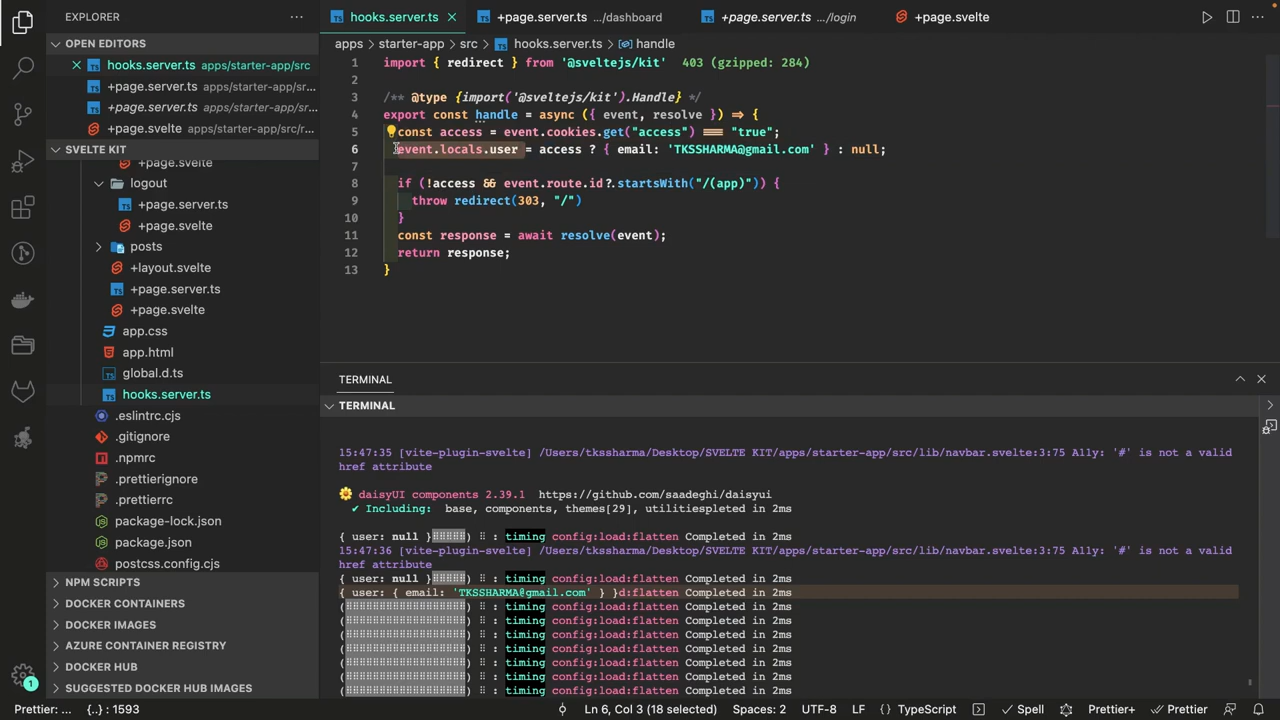 EXPLORER
OPEN EDITORS
hooks.server.ts apps/starter-app/src
+page.server.ts apps/starter-app/s...
+page.server.ts apps/starter-app/s...
+page.svelte apps/starter-app/src/r...
SVELTE KIT
+page.svelte
logout
+page.server.ts
+page.svelte
posts
+layout.svelte
+page.server.ts
+page.svelte
app.css
app.html
global.d.ts
hooks.server.ts
.eslintrc.cjs
.gitignore
.npmrc
.prettierignore
.prettierrc
package-lock.json
package.json
postcss.config.cjs
NPM SCRIPTS
DOCKER CONTAINERS
DOCKER IMAGES
AZURE CONTAINER REGISTRY
DOCKER HUB
SUGGESTED DOCKER HUB IMAGES
hooks.server.ts
+page.server.ts .../dashboard
+page.server.ts .../login
+page.svelte
apps > starter-app > src > hooks.server.ts > handle
1 import { redirect } from '@sveltejs/kit' 403 (gzipped: 284)
2
3 /** @type {import('@sveltejs/kit').Handle} */
4 export const handle = async ({ event, resolve }) => {
5 const access = event.cookies.get("access") === "true";
6 event.locals.user = access ? { email: 'TKSSHARMA@gmail.com' } : null;
7
8 if (!access && event.route.id?.startsWith("/(app)")) {
9 throw redirect(303, "/")
10 }
11 const response = await resolve(event);
12 return response;
13 }
TERMINAL
TERMINAL
15:47:35 [vite-plugin-svelte] /Users/tkssharma/Desktop/SVELTE KIT/apps/starter-app/src/lib/navbar.svelte:3:75 A11y: '#' is not a valid
href attribute
🌼 daisyUI components 2.39.1 https://github.com/saadeghi/daisyui
✔ Including: base, components, themes[29], utilitiespleted in 2ms
{ user: null }⠿⠿⠿⠿⠿) ⠿ : timing config:load:flatten Completed in 2ms
15:47:36 [vite-plugin-svelte] /Users/tkssharma/Desktop/SVELTE KIT/apps/starter-app/src/lib/navbar.svelte:3:75 A11y: '#' is not a valid
href attribute
{ user: null }⠿⠿⠿⠿⠿) ⠿ : timing config:load:flatten Completed in 2ms
{ user: { email: 'TKSSHARMA@gmail.com' } }d:flatten Completed in 2ms
(⠿⠿⠿⠿⠿⠿⠿⠿⠿⠿⠿⠿⠿⠿⠿⠿⠿⠿) ⠿ : timing config:load:flatten Completed in 2ms
(⠿⠿⠿⠿⠿⠿⠿⠿⠿⠿⠿⠿⠿⠿⠿⠿⠿⠿) ⠿ : timing config:load:flatten Completed in 2ms
(⠿⠿⠿⠿⠿⠿⠿⠿⠿⠿⠿⠿⠿⠿⠿⠿⠿⠿) ⠿ : timing config:load:flatten Completed in 2ms
(⠿⠿⠿⠿⠿⠿⠿⠿⠿⠿⠿⠿⠿⠿⠿⠿⠿⠿) ⠿ : timing config:load:flatten Completed in 2ms
(⠿⠿⠿⠿⠿⠿⠿⠿⠿⠿⠿⠿⠿⠿⠿⠿⠿⠿) ⠿ : timing config:load:flatten Completed in 2ms
(⠿⠿⠿⠿⠿⠿⠿⠿⠿⠿⠿⠿⠿⠿⠿⠿⠿⠿) ⠿ : timing config:load:flatten Completed in 2ms
(⠿⠿⠿⠿⠿⠿⠿⠿⠿⠿⠿⠿⠿⠿⠿⠿⠿⠿) ⠿ : timing config:load:flatten Completed in 2ms
1
Prettier: ... {..} : 1593 Ln 6, Col 3 (18 selected) Spaces: 2 UTF-8 LF {} TypeScript Spell Prettier+ Prettier